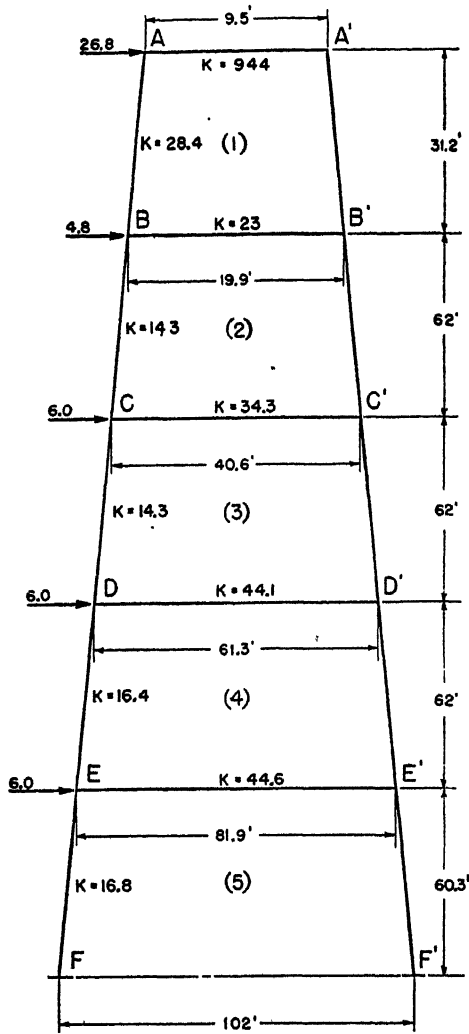 9.5'
26.8 A A'
K = 944
K = 28.4 (1) 31.2'
4.8 B K = 23 B'
19.9'
K = 14.3 (2) 62'
6.0 C K = 34.3 C'
40.6'
K = 14.3 (3) 62'
6.0 D K = 44.1 D'
61.3'
K = 16.4 (4) 62'
6.0 E K = 44.6 E'
81.9'
K = 16.8 (5) 60.3'
F F'
102'